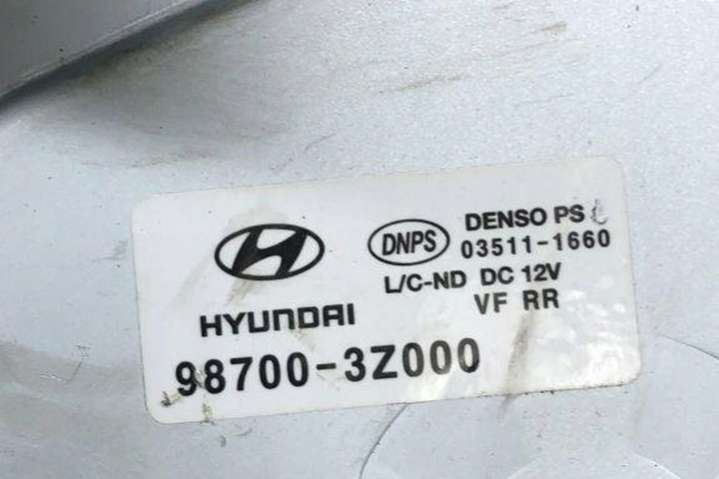 DNPS
DENSO PS
03511-1660
L/C-ND DC 12V
VF RR
HYUNDAI
98700-3Z000